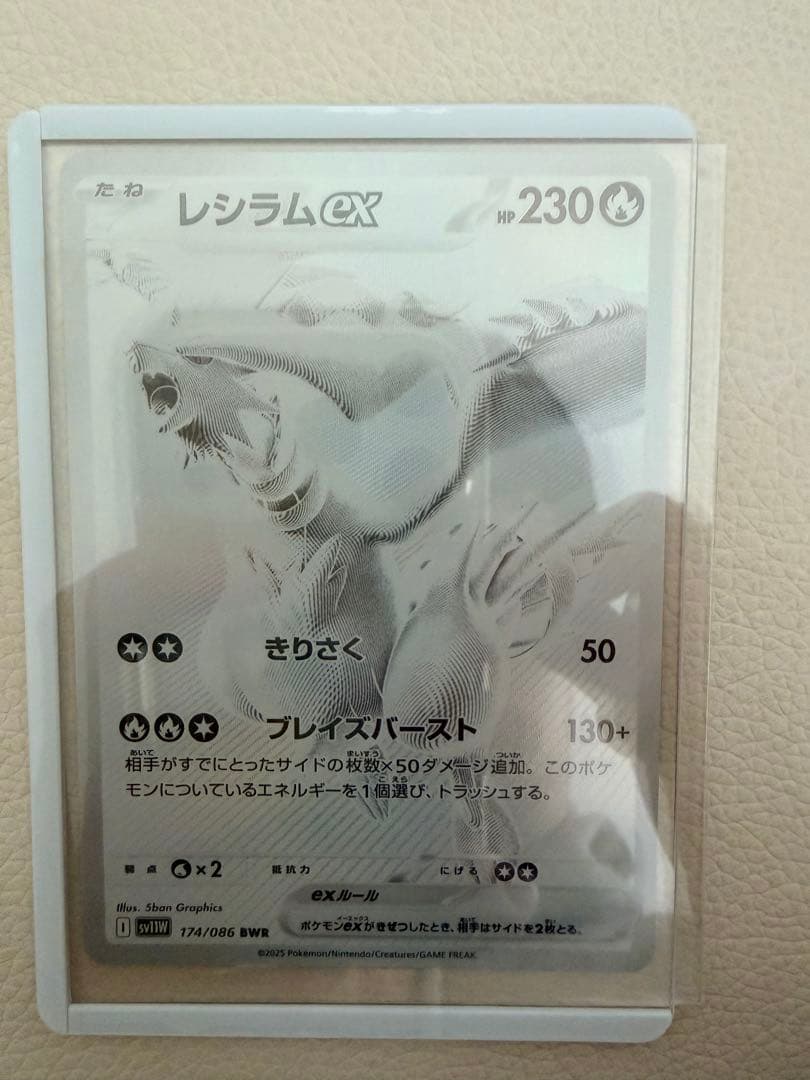 たね レシラムex HP230
きりさく 50
ブレイズバースト 130+
相手がすでにとったサイドの枚数×50ダメージ追加。このポケ
モンについているエネルギーを1個選び、トラッシュする。
弱点 ×2 抵抗力 にげる
exルール
Illus. 5ban Graphics
ポケモンexがきぜつしたとき、相手はサイドを2枚とる。
I sv11W 174/086 BWR
©2025 Pokémon/Nintendo/Creatures/GAME FREAK